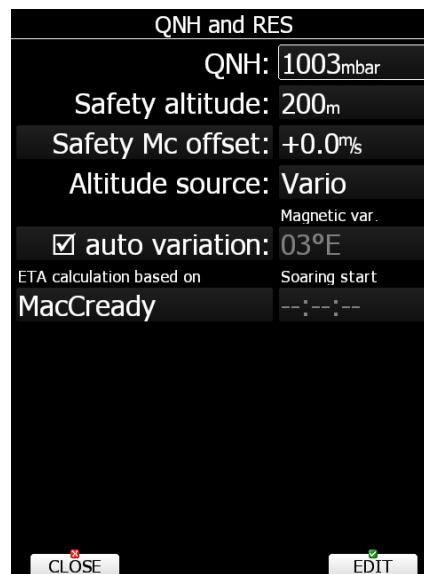 QNH and RES
QNH: 1003mbar
Safety altitude: 200m
Safety Mc offset: +0.0m/s
Altitude source: Vario
Magnetic var.
auto variation: 03ºE
ETA calculation based on Soaring start
MacCready --:--:--
CLOSE EDIT